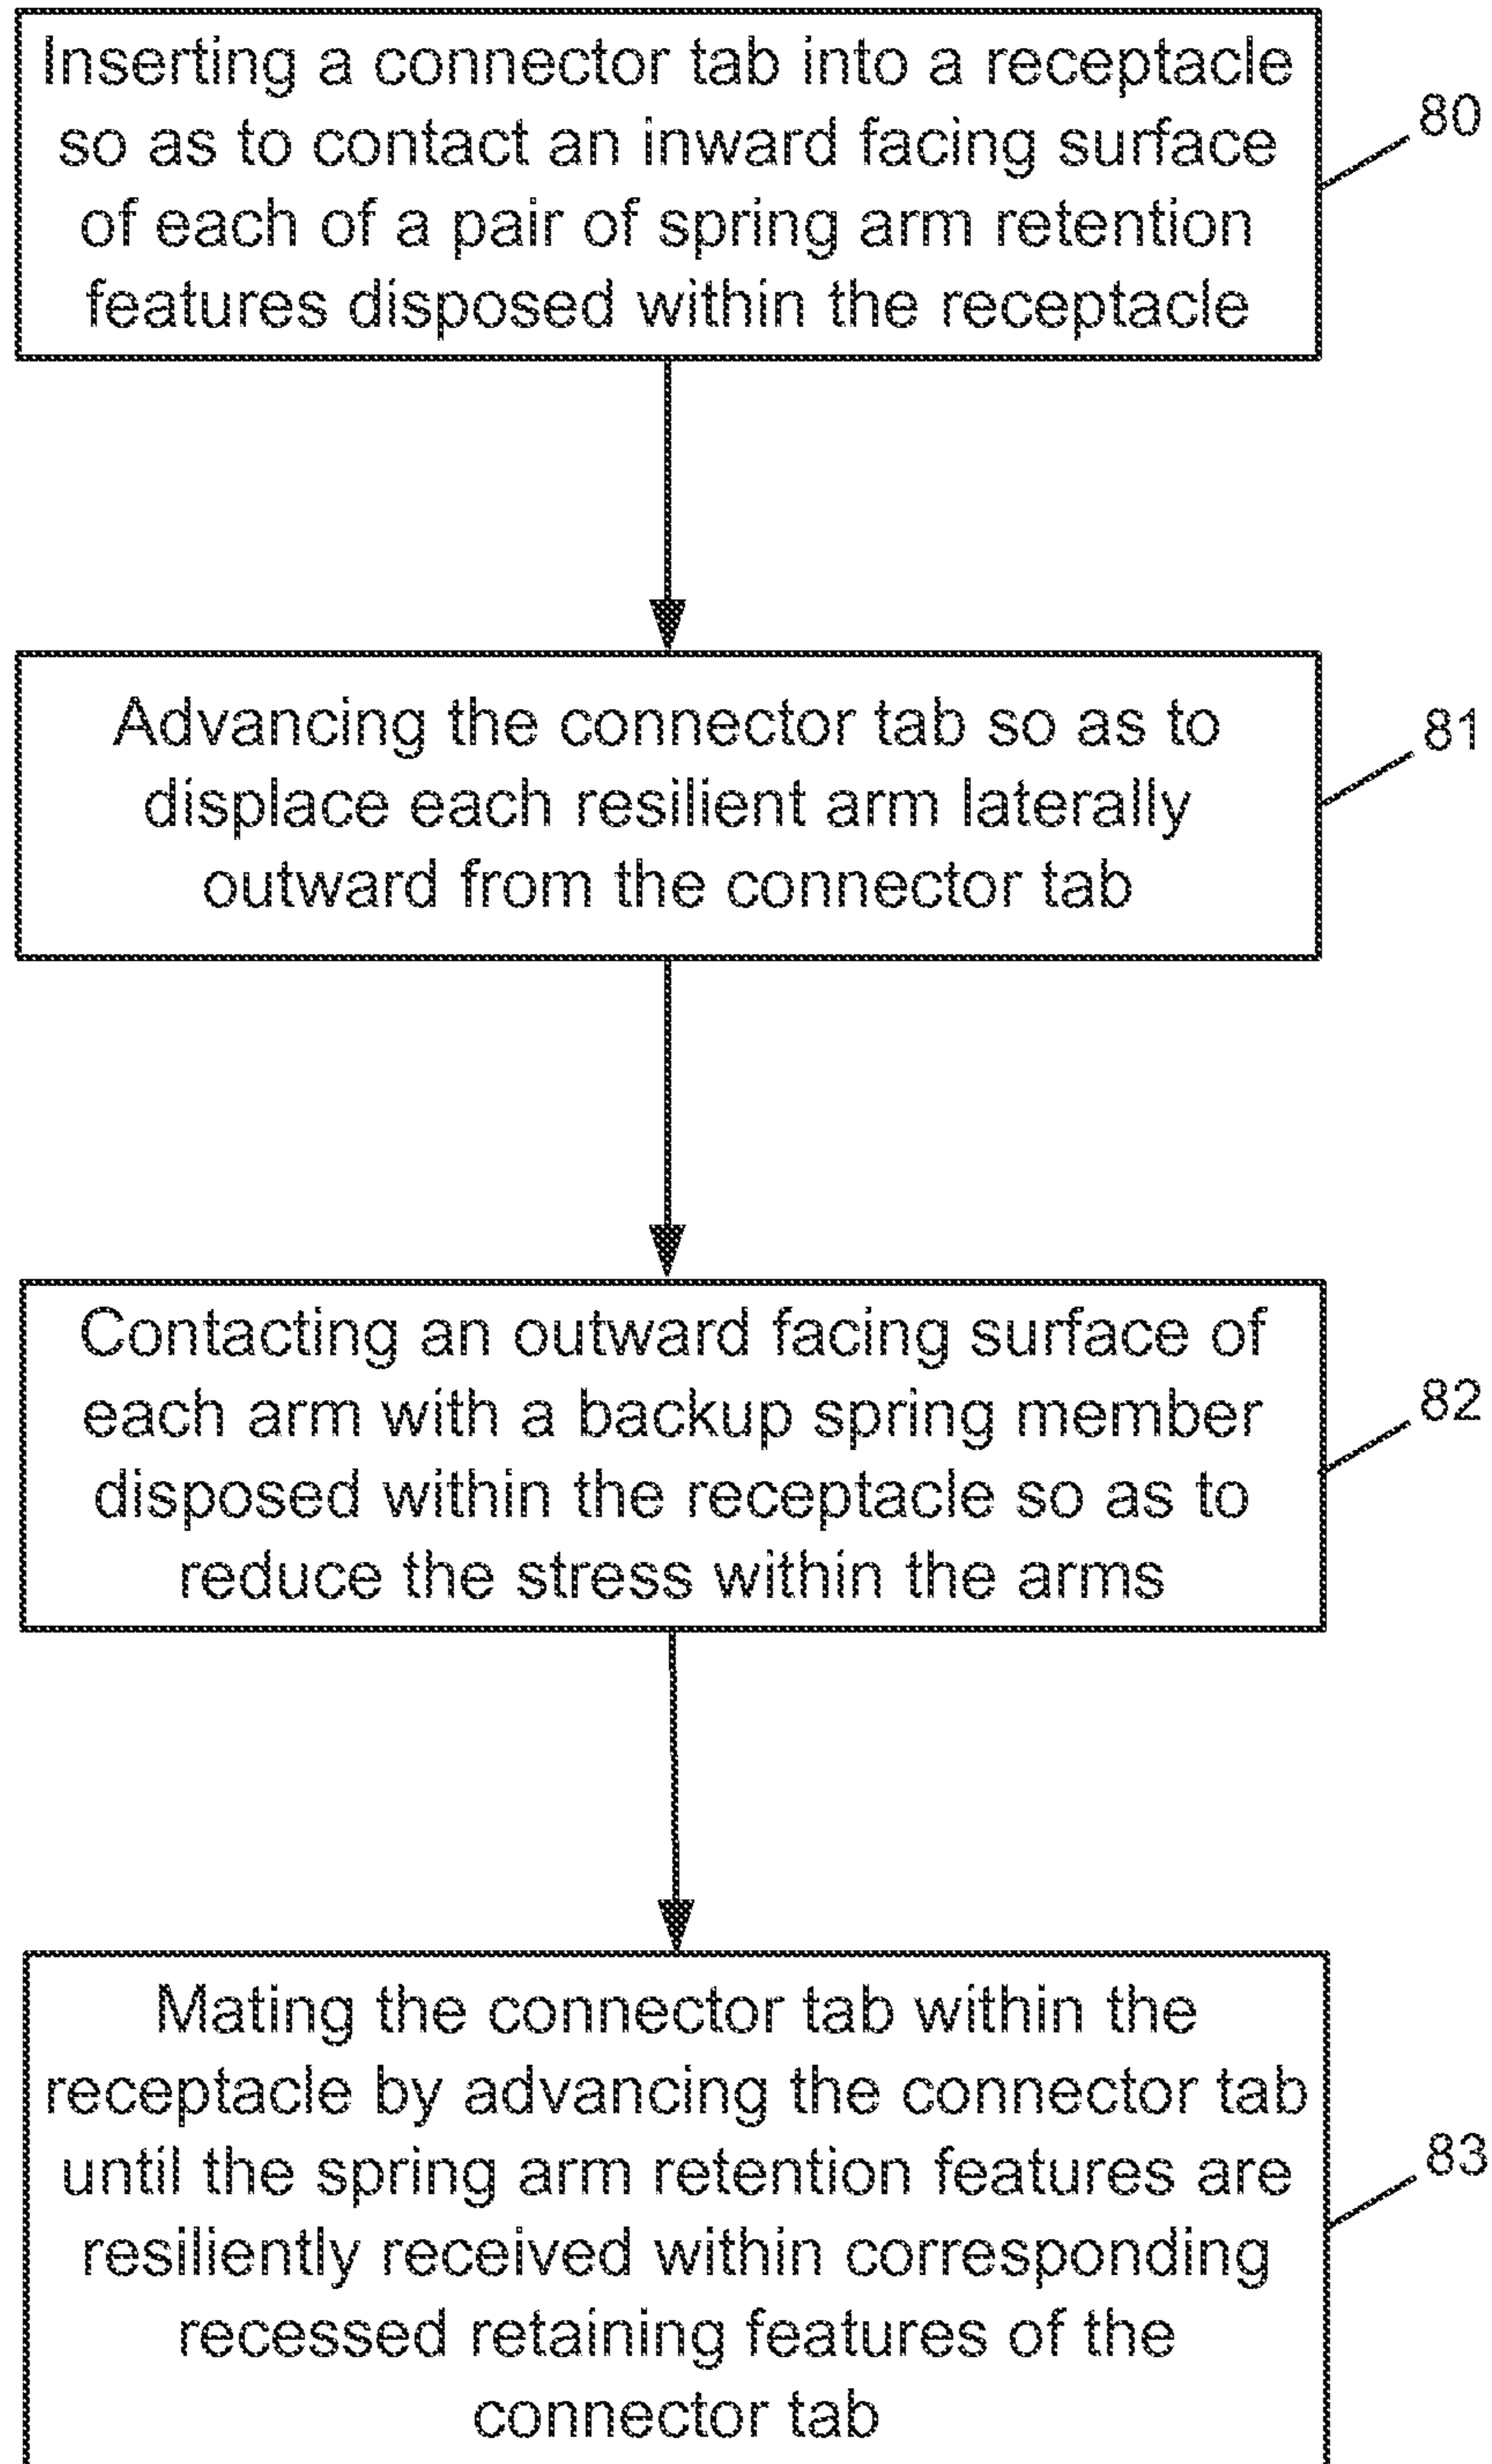 Inserting a connector tab into a receptacle
so as to contact an inward facing surface
of each of a pair of spring arm retention
features disposed within the receptacle
80
Advancing the connector tab so as to
displace each resilient arm laterally
outward from the connector tab
81
Contacting an outward facing surface of
each arm with a backup spring member
disposed within the receptacle so as to
reduce the stress within the arms
82
Mating the connector tab within the
receptacle by advancing the connector tab
until the spring arm retention features are
resiliently received within corresponding
recessed retaining features of the
connector tab
83